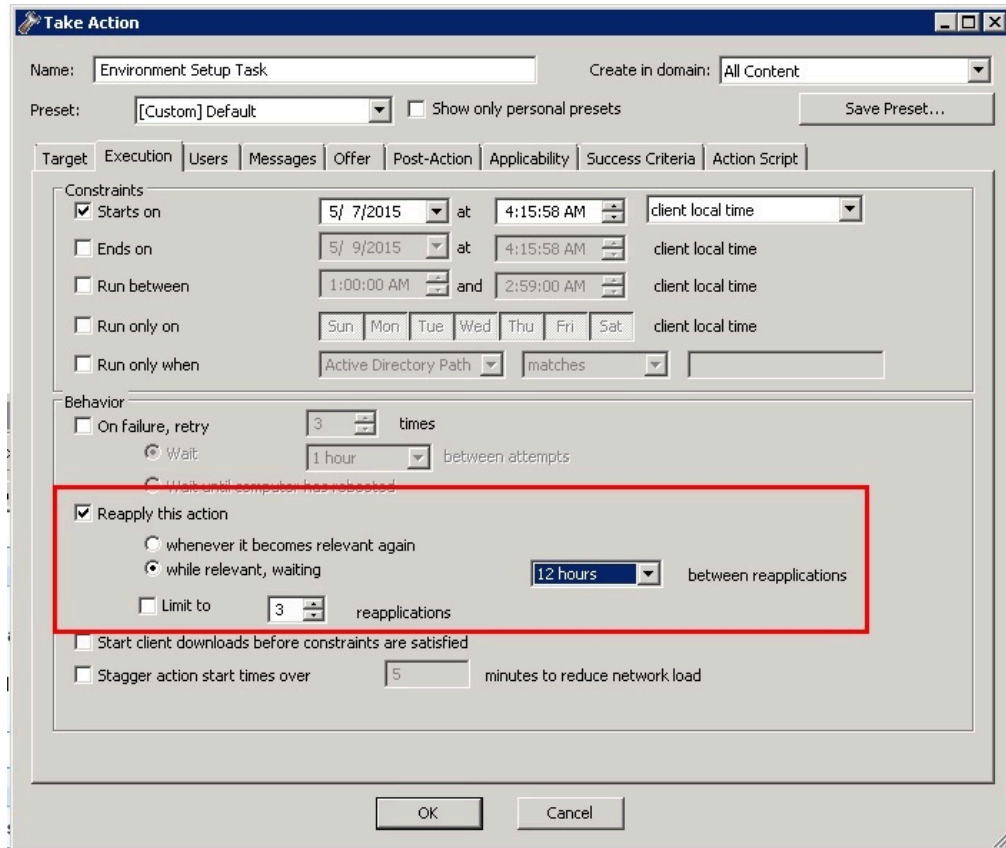 Take Action
Name: Environment Setup Task Create in domain: All Content
Preset: [Custom] Default Show only personal presets Save Preset...
Target Execution Users Messages Offer Post-Action Applicability Success Criteria Action Script
Constraints
Starts on 5/ 7/2015 at 4:15:58 AM client local time
Ends on 5/ 9/2015 at 4:15:58 AM client local time
Run between 1:00:00 AM and 2:59:00 AM client local time
Run only on Sun Mon Tue Wed Thu Fri Sat client local time
Run only when Active Directory Path matches
Behavior
On failure, retry 3 times
Wait 1 hour between attempts
Wait until computer has rebooted
Reapply this action
whenever it becomes relevant again
while relevant, waiting 12 hours between reapplications
Limit to 3 reapplications
Start client downloads before constraints are satisfied
Stagger action start times over 5 minutes to reduce network load
OK Cancel